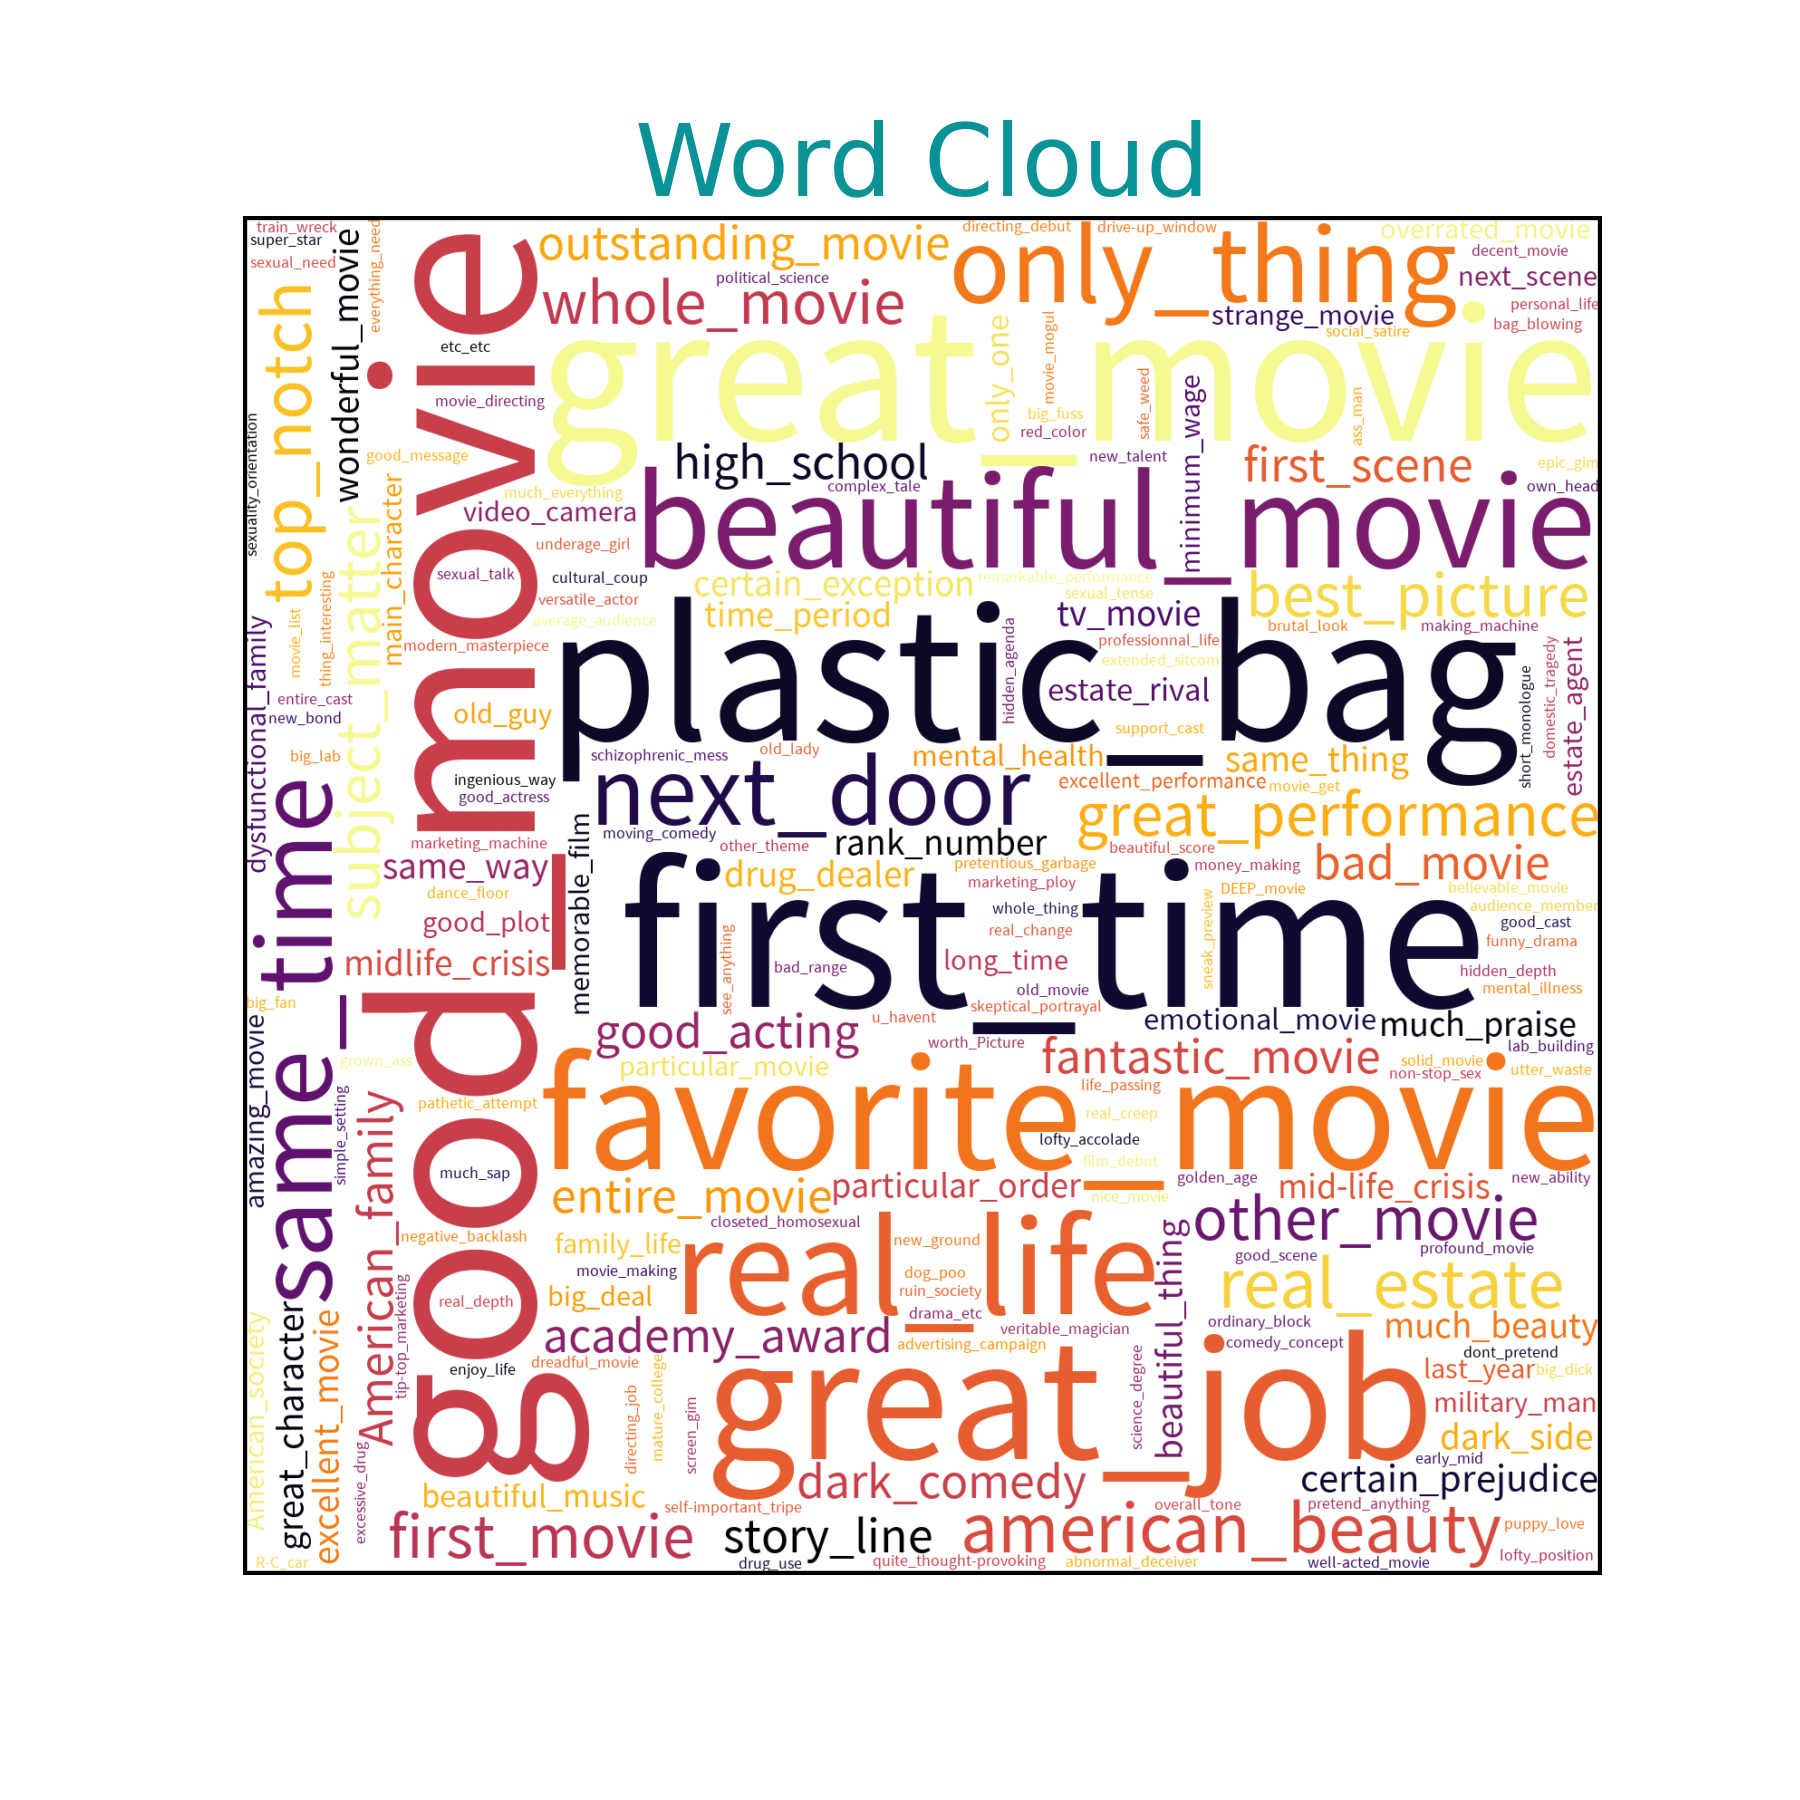 Word Cloud
train_wreck
super_star
sexual_need
everything_need
wonderful_movie
top_notch
good_movie
outstanding_movie
directing_debut
drive-up_window
overrated_movie
only_thing
decent_movie
political_science
next_scene
whole_movie
strange_movie
personal_life
bag_blowing
social_satire
etc_etc
great_movie
only_one
movie_mogul
safe_weed
minimum_wage
ass_man
movie_directing
big_fuss
red_color
good_message
high_school
new_talent
first_scene
epic_gim
sexuality_orientation
main_character
much_everything
complex_tale
own_head
video_camera
beautiful_movie
subject_matter
underage_girl
sexual_talk
cultural_coup
certain_exception
remarkable_performance
best_picture
versatile_actor
sexual_tense
average_audience
time_period
tv_movie
brutal_look
making_machine
movie_list
thing_interesting
dysfunctional_family
modern_masterpiece
hidden_agenda
professionnal_life
extended_sitcom
plastic_bag
estate_rival
short_monologue
domestic_tragedy
estate_agent
entire_cast
new_bond
old_guy
support_cast
big_lab
schizophrenic_mess
old_lady
mental_health
same_thing
ingenious_way
good_actress
next_door
excellent_performance
movie_get
great_performance
same_time
marketing_machine
memorable_film
moving_comedy
other_theme
rank_number
beautiful_score
same_way
drug_dealer
pretentious_garbage
money_making
bad_movie
dance_floor
marketing_ploy
DEEP_movie
believable_movie
first_time
whole_thing
sneak_preview
audience_member
good_plot
see_anything
real_change
good_cast
funny_drama
midlife_crisis
bad_range
long_time
hidden_depth
old_movie
mental_illness
big_fan
skeptical_portrayal
u_havent
emotional_movie
much_praise
amazing_movie
good_acting
worth_Picture
fantastic_movie
lab_building
grown_ass
particular_movie
solid_movie
non-stop_sex
utter_waste
simple_setting
American_family
pathetic_attempt
favorite_movie
life_passing
real_creep
lofty_accolade
film_debut
much_sap
entire_movie
particular_order
nice_movie
golden_age
mid-life_crisis
new_ability
closeted_homosexual
real_life
beautiful_thing
other_movie
negative_backlash
family_life
new_ground
good_scene
profound_movie
movie_making
dog_poo
ruin_society
real_estate
tip-top_marketing
real_depth
big_deal
drama_etc
ordinary_block
much_beauty
American_society
great_character
excellent_movie
academy_award
veritable_magician
advertising_campaign
comedy_concept
dont_pretend
enjoy_life
dreadful_movie
mature_college
science_degree
great_job
last_year
big_dick
directing_job
screen_gim
military_man
dark_side
excessive_drug
early_mid
beautiful_music
dark_comedy
certain_prejudice
self-important_tripe
overall_tone
pretend_anything
first_movie
story_line
american_beauty
puppy_love
lofty_position
R-C_car
drug_use
quite_thought-provoking
abnormal_deceiver
well-acted_movie